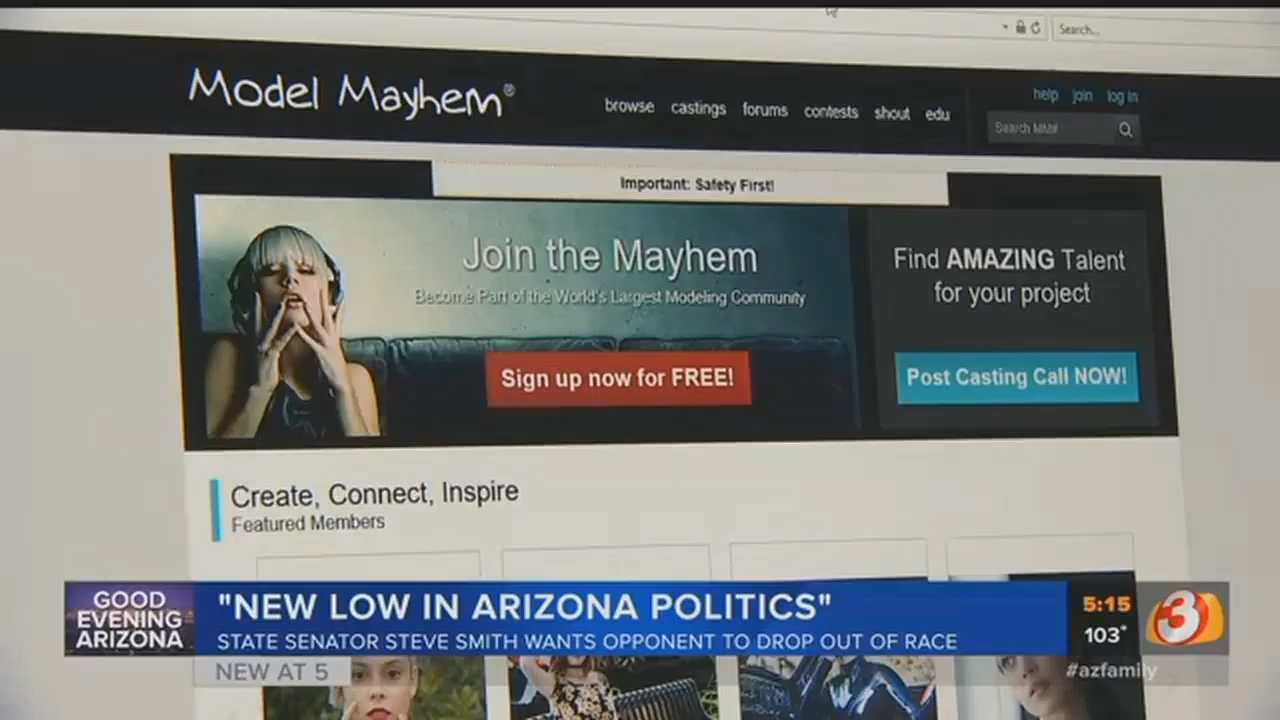 Search...
Model Mayhem®
browse castings forums contests shout edu
help join log in
Search MM#
Important: Safety First!
Join the Mayhem
Become Part of the World's Largest Modeling Community
Sign up now for FREE!
Find AMAZING Talent
for your project
Post Casting Call NOW!
Create, Connect, Inspire
Featured Members
GOOD
EVENING
ARIZONA
"NEW LOW IN ARIZONA POLITICS"
STATE SENATOR STEVE SMITH WANTS OPPONENT TO DROP OUT OF RACE
NEW AT 5
5:15
103°
3
#azfamily